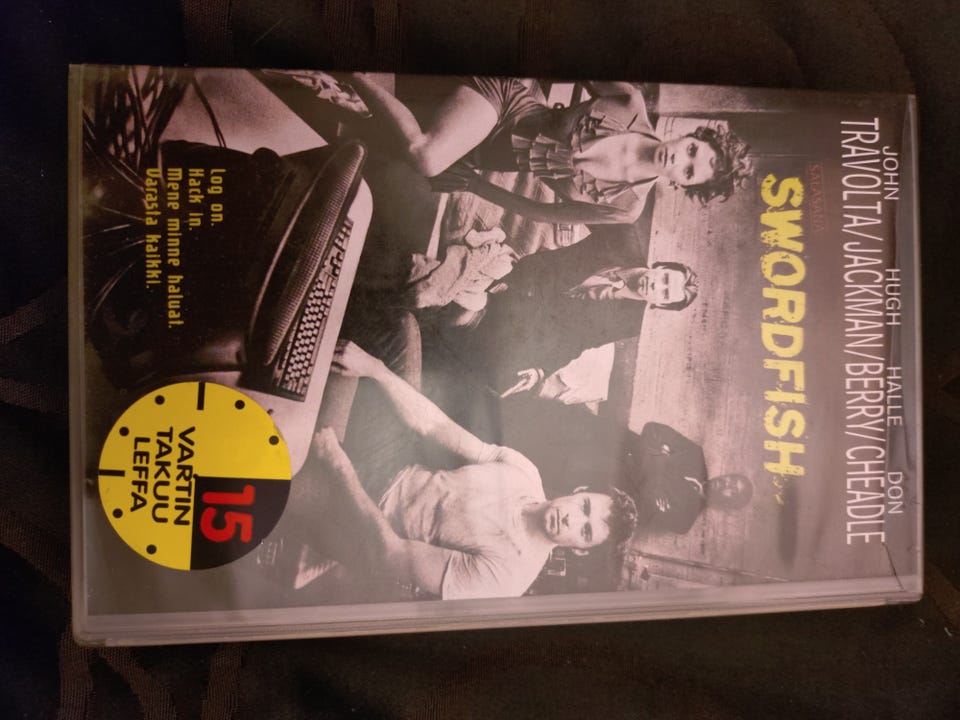 JOHN HUGH HALLE DON
TRAVOLTA/JACKMAN/BERRY/CHEADLE
SALASANA
SWORDFISH
Log on.
Hack in.
Mene minne haluat.
Varasta kaikki.
15
VARTIN
TAKUU
LEFFA